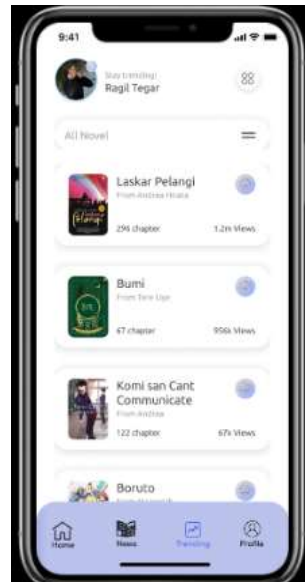 9:41
Stay trending!
Ragil Tegar
All Novel
Laskar Pelangi
From Andrea Hirata
296 chapter 1.2m Views
Bumi
From Tere Liye
67 chapter 956k Views
Komi san Cant
Communicate
From Andrea
122 chapter 67k Views
Boruto
Home News Trending Profile